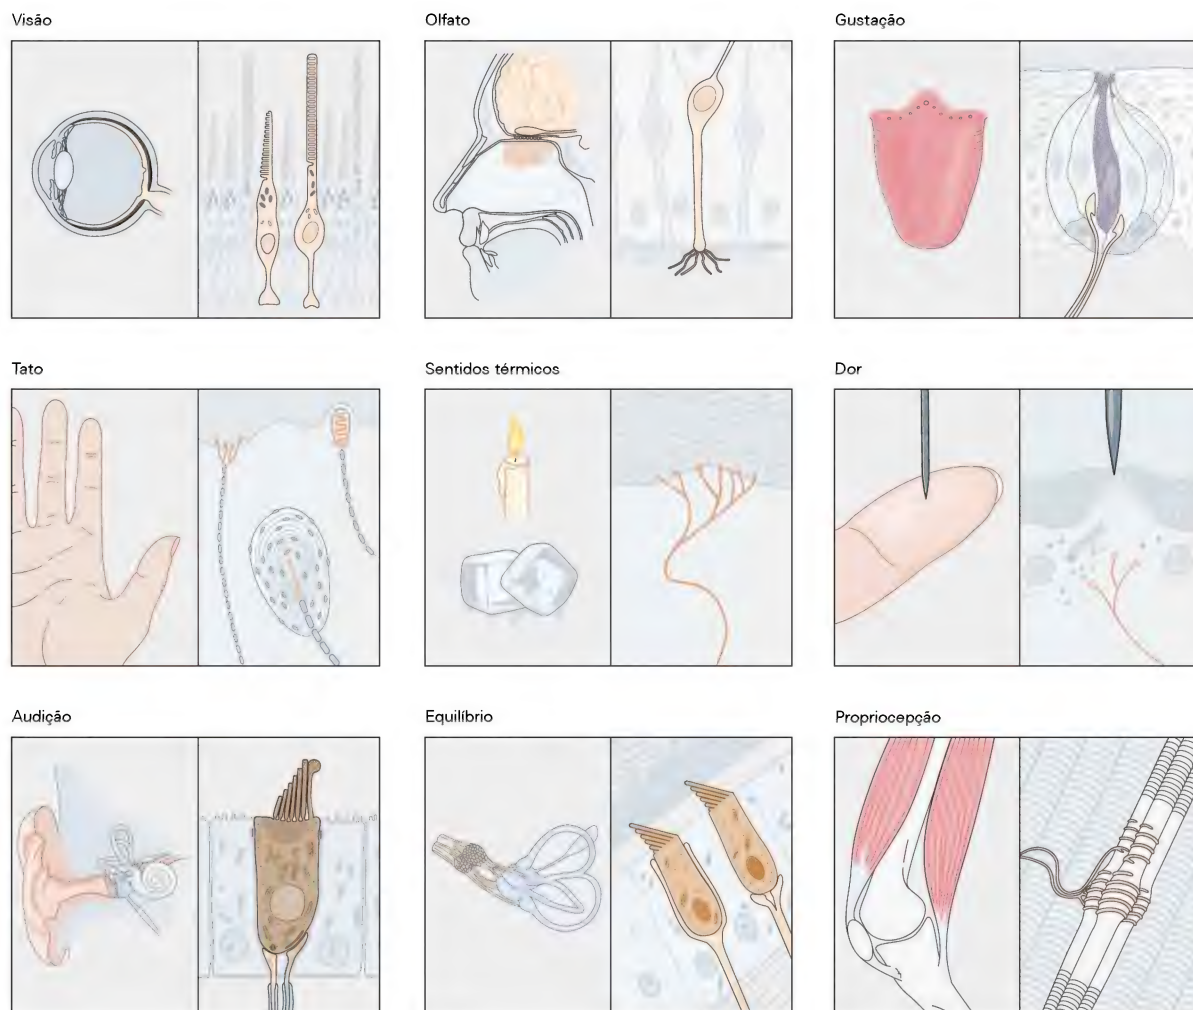 Visão
Olfato
Gustação
Tato
Sentidos térmicos
Dor
Audição
Equilíbrio
Propriocepção